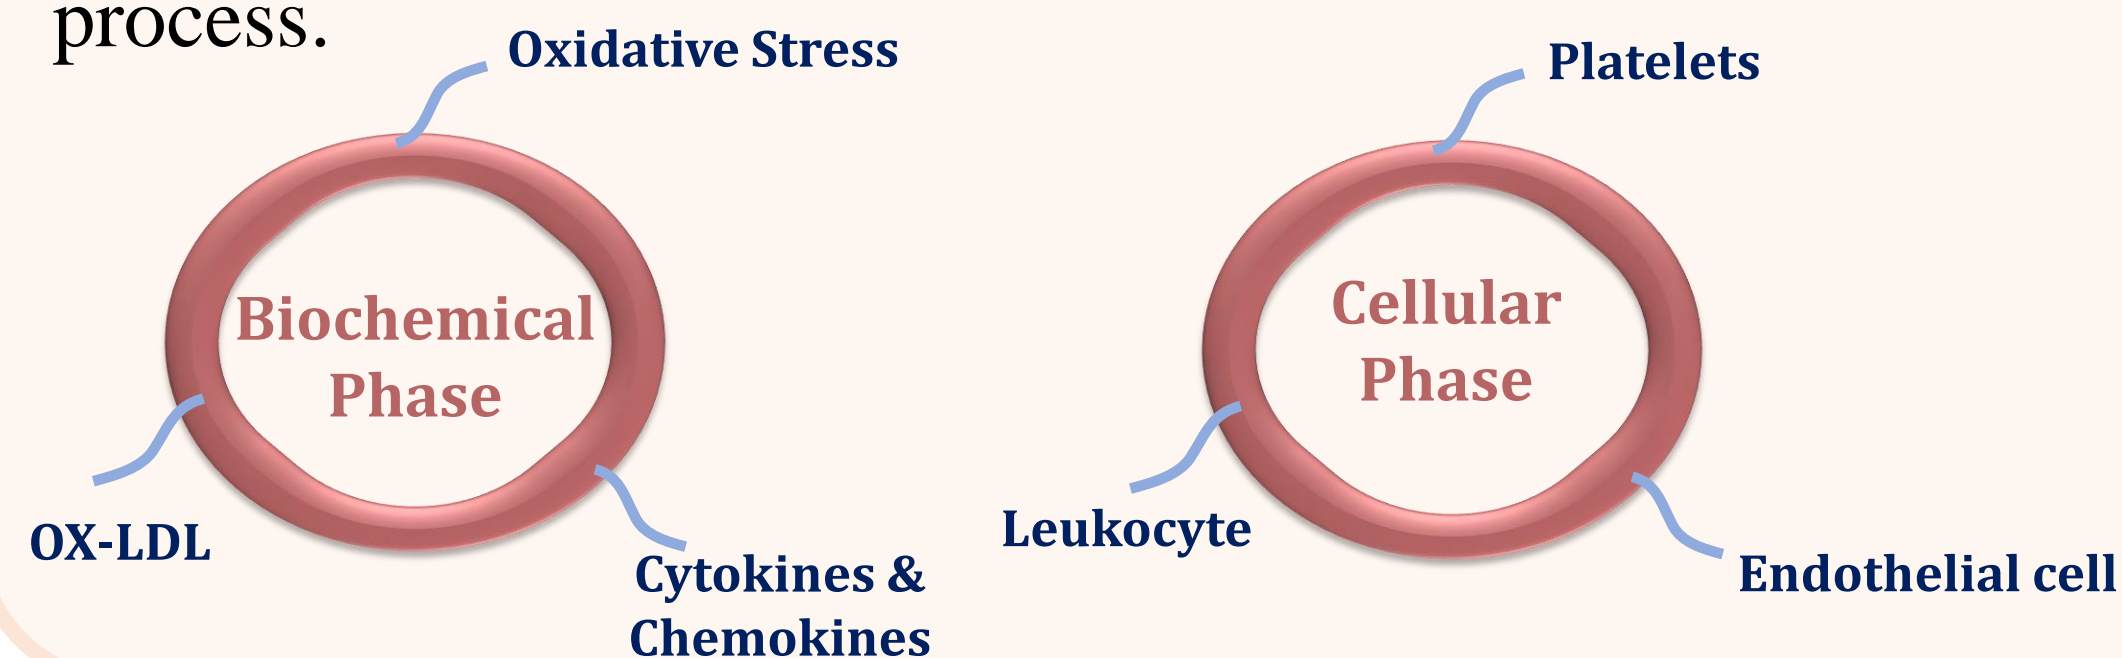 process.
Oxidative Stress
Biochemical
Phase
OX-LDL
Cytokines &
Chemokines
Platelets
Cellular
Phase
Leukocyte
Endothelial cell